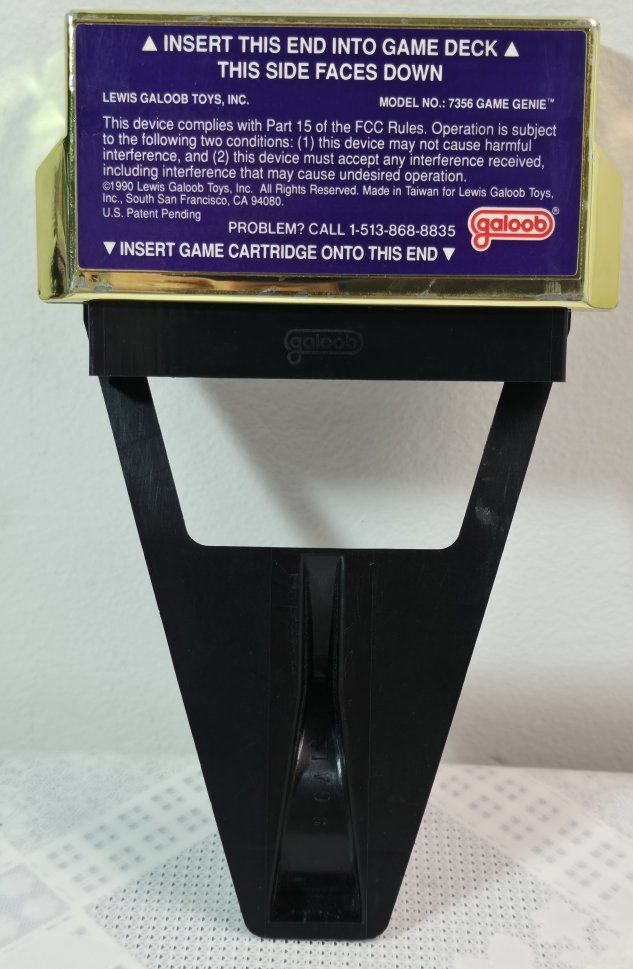 ▲ INSERT THIS END INTO GAME DECK ▲
THIS SIDE FACES DOWN
LEWIS GALOOB TOYS, INC. MODEL NO.: 7356 GAME GENIE™
This device complies with Part 15 of the FCC Rules. Operation is subject
to the following two conditions: (1) this device may not cause harmful
interference, and (2) this device must accept any interference received,
including interference that may cause undesired operation.
©1990 Lewis Galoob Toys, Inc. All Rights Reserved. Made in Taiwan for Lewis Galoob Toys,
Inc., South San Francisco, CA 94080.
U.S. Patent Pending
PROBLEM? CALL 1-513-868-8835
galoob®
▼ INSERT GAME CARTRIDGE ONTO THIS END ▼
galoob